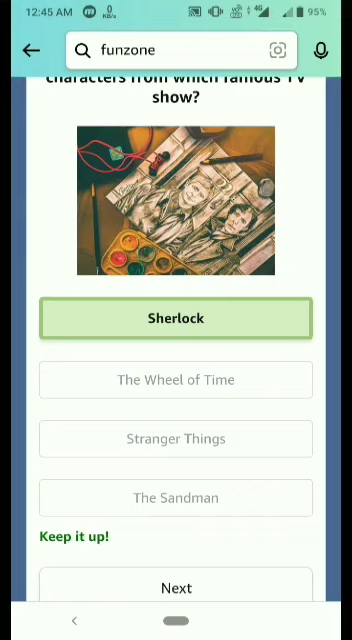 12:45 AM 0 KB/s 4G 95%
funzone
characters from which famous TV
show?
Sherlock
The Wheel of Time
Stranger Things
The Sandman
Keep it up!
Next